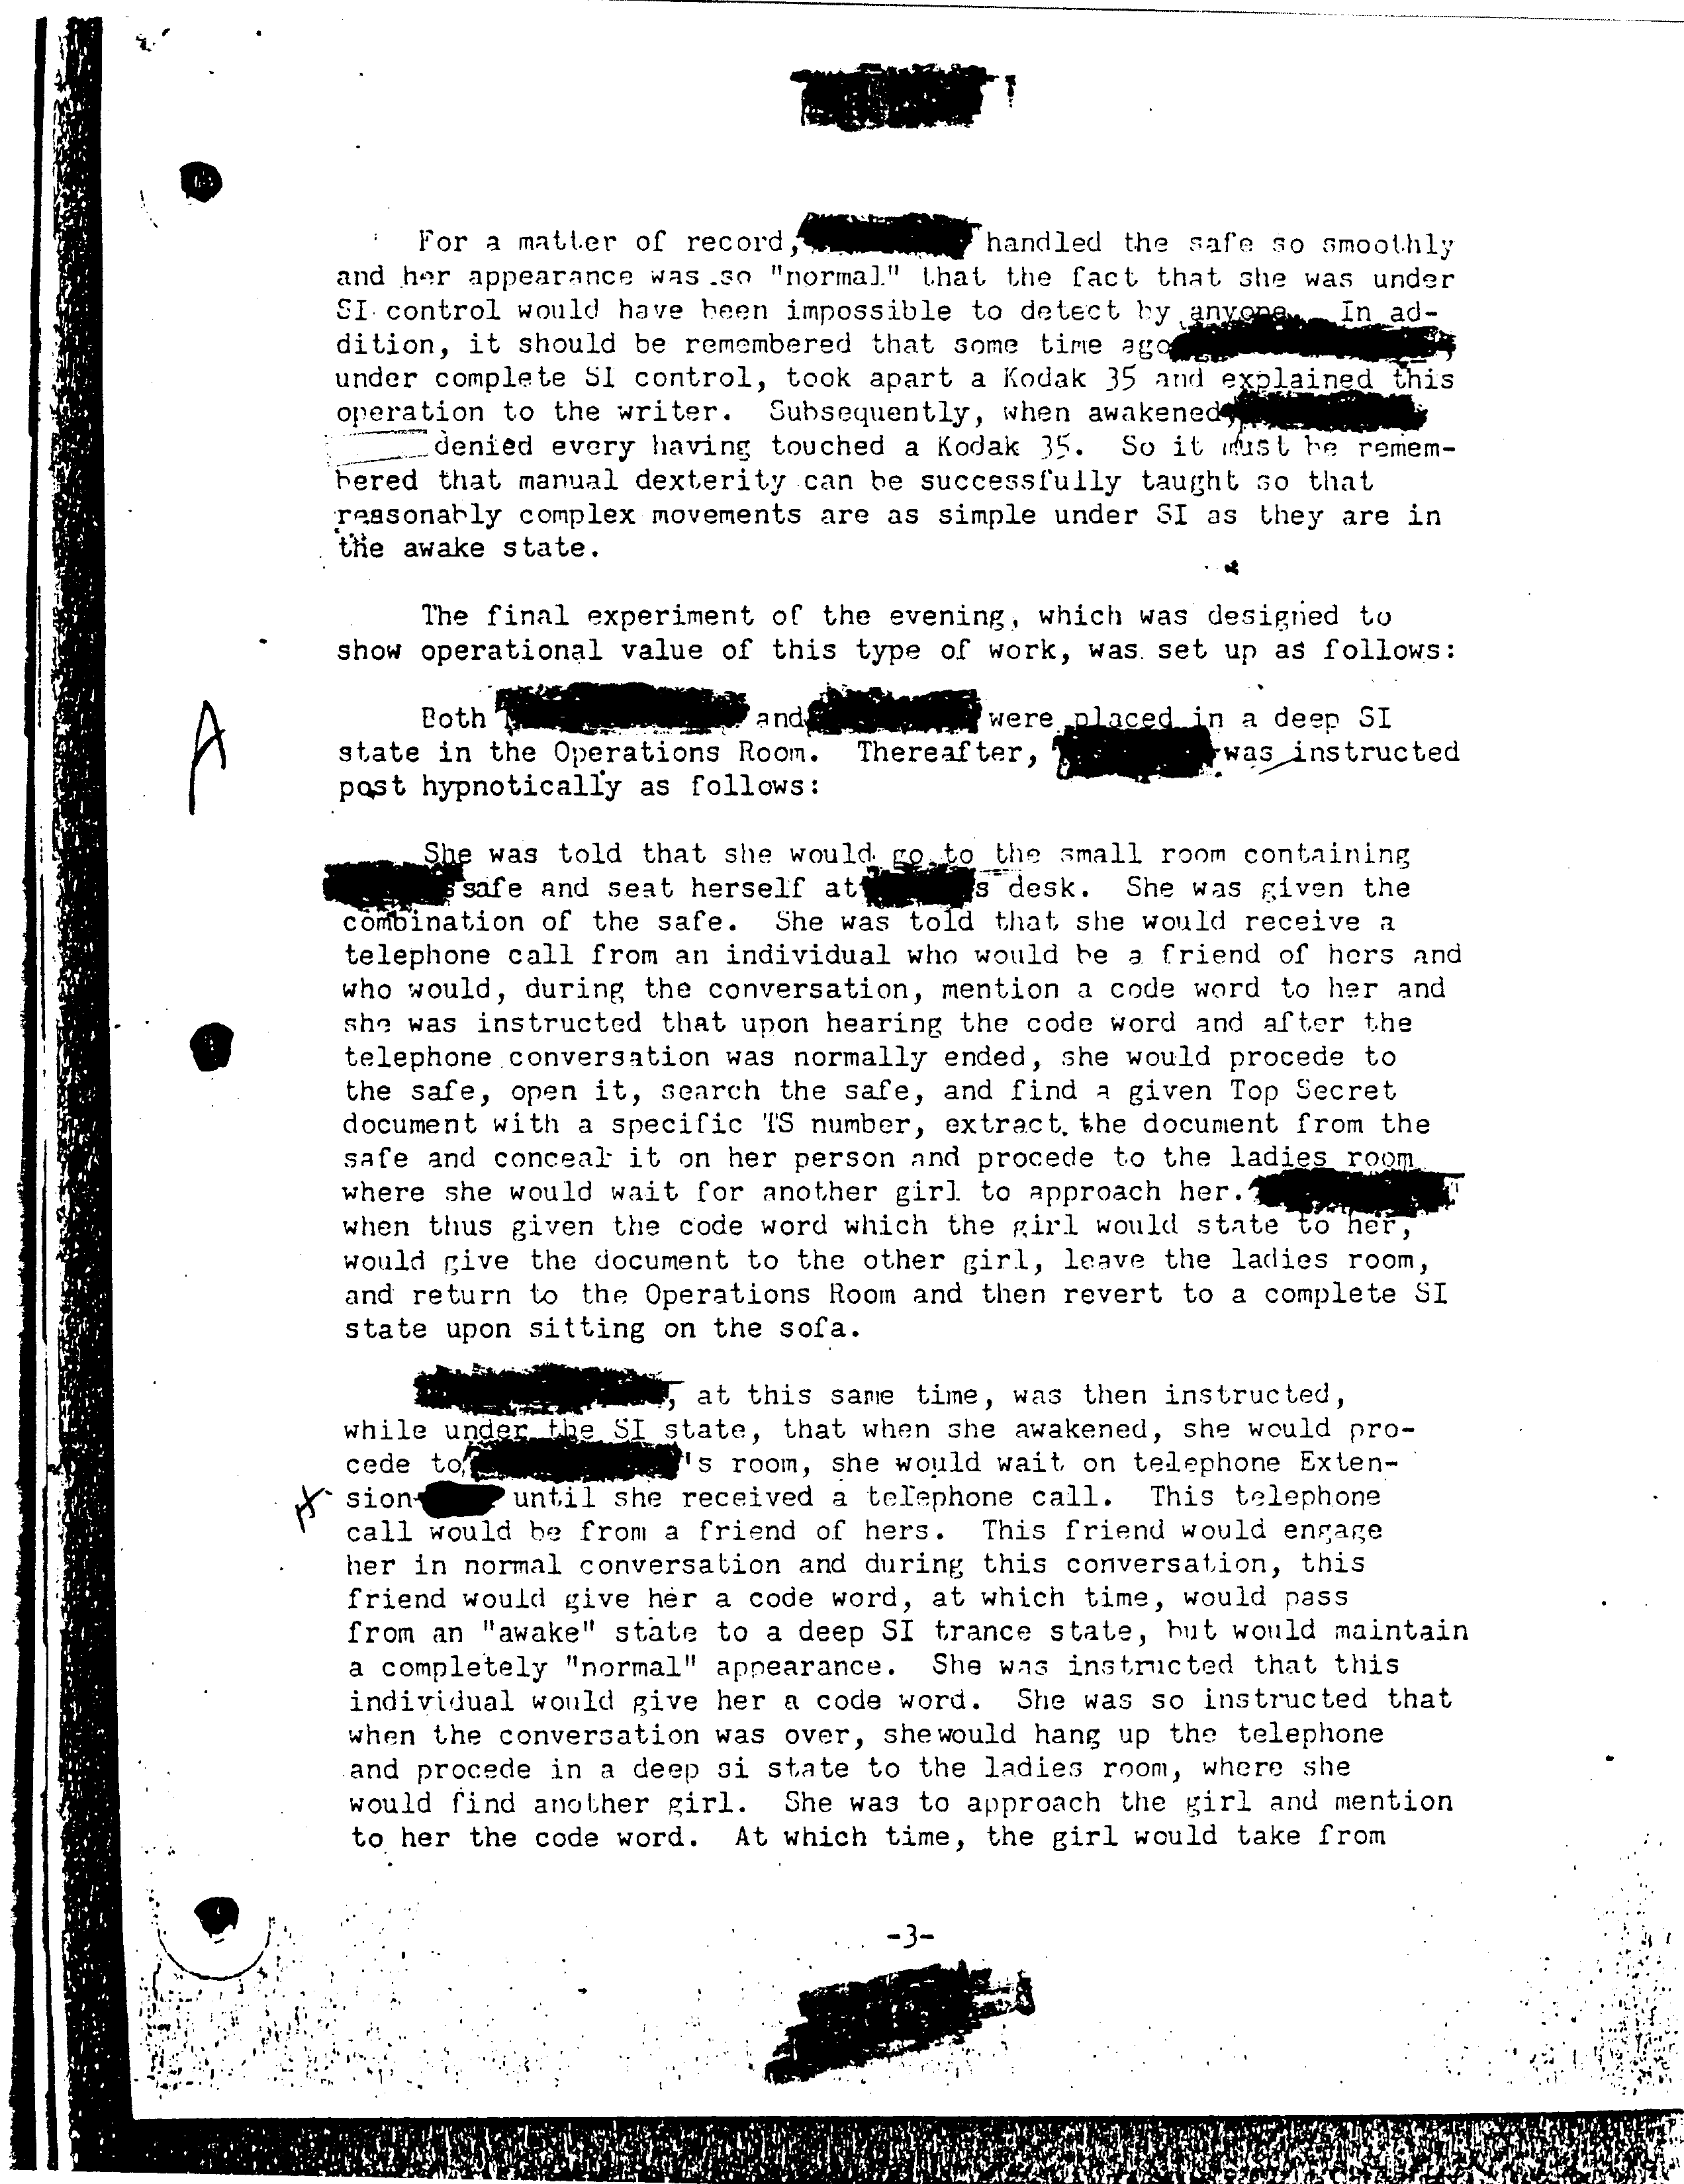 For a matter of record, handled the safe so smoothly
and her appearance was so "normal" that the fact that she was under
SI control would have been impossible to detect by anyone. In ad-
dition, it should be remembered that some time ago
under complete SI control, took apart a Kodak 35 and explained this
operation to the writer. Subsequently, when awakened,
denied every having touched a Kodak 35. So it must be remem-
bered that manual dexterity can be successfully taught so that
reasonably complex movements are as simple under SI as they are in
the awake state.
The final experiment of the evening, which was designed to
show operational value of this type of work, was set up as follows:
A
Both and were placed in a deep SI
state in the Operations Room. Thereafter, was instructed
post hypnotically as follows:
She was told that she would go to the small room containing
s safe and seat herself at s desk. She was given the
combination of the safe. She was told that she would receive a
telephone call from an individual who would be a friend of hers and
who would, during the conversation, mention a code word to her and
she was instructed that upon hearing the code word and after the
telephone conversation was normally ended, she would procede to
the safe, open it, search the safe, and find a given Top Secret
document with a specific TS number, extract the document from the
safe and conceal it on her person and procede to the ladies room
where she would wait for another girl to approach her.
when thus given the code word which the girl would state to her,
would give the document to the other girl, leave the ladies room,
and return to the Operations Room and then revert to a complete SI
state upon sitting on the sofa.
, at this same time, was then instructed,
while under the SI state, that when she awakened, she would pro-
cede to 's room, she would wait on telephone Exten-
sion until she received a telephone call. This telephone
call would be from a friend of hers. This friend would engage
her in normal conversation and during this conversation, this
friend would give her a code word, at which time, would pass
from an "awake" state to a deep SI trance state, but would maintain
a completely "normal" appearance. She was instructed that this
individual would give her a code word. She was so instructed that
when the conversation was over, she would hang up the telephone
and procede in a deep si state to the ladies room, where she
would find another girl. She was to approach the girl and mention
to her the code word. At which time, the girl would take from
-3-